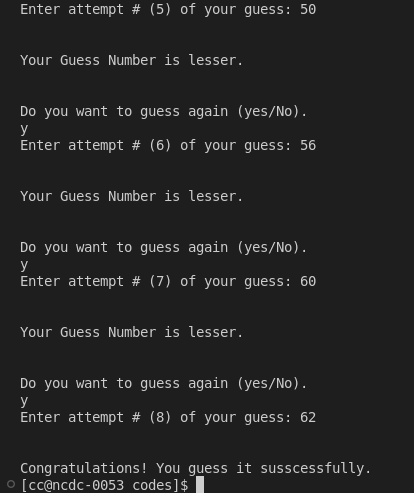 Enter attempt # (5) of your guess: 50
Your Guess Number is lesser.
Do you want to guess again (yes/No).
y
Enter attempt # (6) of your guess: 56
Your Guess Number is lesser.
Do you want to guess again (yes/No).
y
Enter attempt # (7) of your guess: 60
Your Guess Number is lesser.
Do you want to guess again (yes/No).
y
Enter attempt # (8) of your guess: 62
Congratulations! You guess it susscessfully.
[cc@ncdc-0053 codes]$